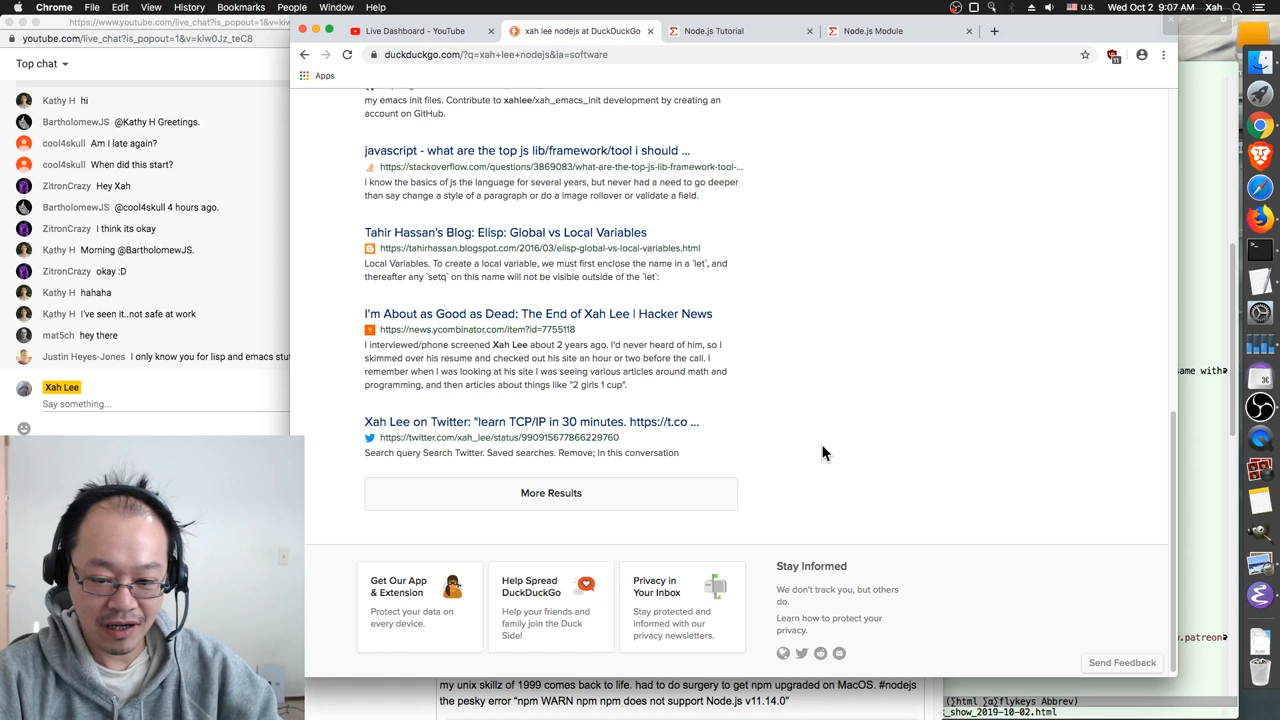 Chrome File Edit View History Bookmarks People Window Help
Wed Oct 2 9:07 AM Xah
https://www.youtube.com/live_chat?is_popout=1&v=kiw0Jz_teC8
youtube.com/live_chat?is_popout=1&v=kiw0Jz_teC8
Top chat
Kathy H hi
BartholomewJS @Kathy H Greetings.
cool4skull Am I late again?
cool4skull When did this start?
ZitronCrazy Hey Xah
BartholomewJS @cool4skull 4 hours ago.
ZitronCrazy I think its okay
Kathy H Morning @BartholomewJS.
ZitronCrazy okay :D
Kathy H hahaha
Kathy H I've seen it..not safe at work
mat5ch hey there
Justin Heyes-Jones I only know you for lisp and emacs stu
Xah Lee
Say something...
Live Dashboard - YouTube
xah lee nodejs at DuckDuckGo
Node.js Tutorial
Node.js Module
duckduckgo.com/?q=xah+lee+nodejs&ia=software
11
Apps
my emacs init files. Contribute to xahlee/xah_emacs_init development by creating an
account on GitHub.
javascript - what are the top js lib/framework/tool i should ...
https://stackoverflow.com/questions/3869083/what-are-the-top-js-lib-framework-tool-...
i know the basics of js the language for several years, but never had a need to go deeper
than say change a style of a paragraph or do a image rollover or validate a field.
Tahir Hassan's Blog: Elisp: Global vs Local Variables
https://tahirhassan.blogspot.com/2016/03/elisp-global-vs-local-variables.html
Local Variables. To create a local variable, we must first enclose the name in a `let`, and
thereafter any `setq` on this name will not be visible outside of the `let`:
I'm About as Good as Dead: The End of Xah Lee | Hacker News
https://news.ycombinator.com/item?id=7755118
I interviewed/phone screened Xah Lee about 2 years ago. I'd never heard of him, so I
skimmed over his resume and checked out his site an hour or two before the call. I
remember when I was looking at his site I was seeing various articles around math and
programming, and then articles about things like "2 girls 1 cup".
Xah Lee on Twitter: "learn TCP/IP in 30 minutes. https://t.co ...
https://twitter.com/xah_lee/status/990915677866229760
Search query Search Twitter. Saved searches. Remove; In this conversation
More Results
Get Our App
& Extension
Protect your data on
every device.
Help Spread
DuckDuckGo
Help your friends and
family join the Duck
Side!
Privacy in
Your Inbox
Stay protected and
informed with our
privacy newsletters.
Stay Informed
We don't track you, but others
do.
Learn how to protect your
privacy.
Send Feedback
same with
y.patreon
my unix skillz of 1999 comes back to life. had to do surgery to get npm upgraded on MacOS. #nodejs
the pesky error "npm WARN npm npm does not support Node.js v11.14.0"
(}html }α}flykeys Abbrev)
_show_2019-10-02.html